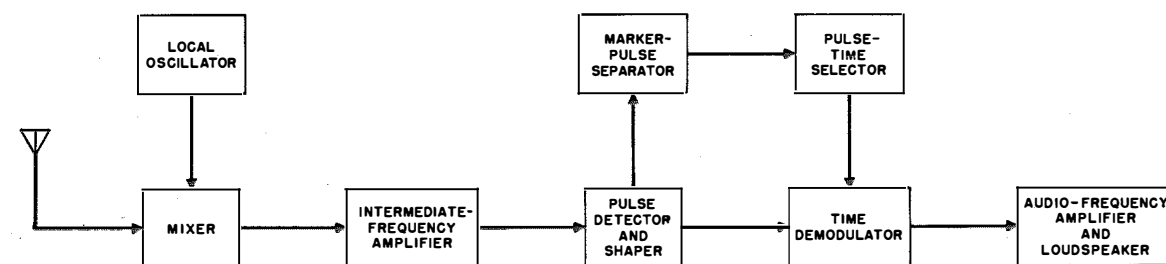 LOCAL
OSCILLATOR
MARKER-
PULSE
SEPARATOR
PULSE-
TIME
SELECTOR
MIXER
INTERMEDIATE-
FREQUENCY
AMPLIFIER
PULSE
DETECTOR
AND
SHAPER
TIME
DEMODULATOR
AUDIO-FREQUENCY
AMPLIFIER
AND
LOUDSPEAKER